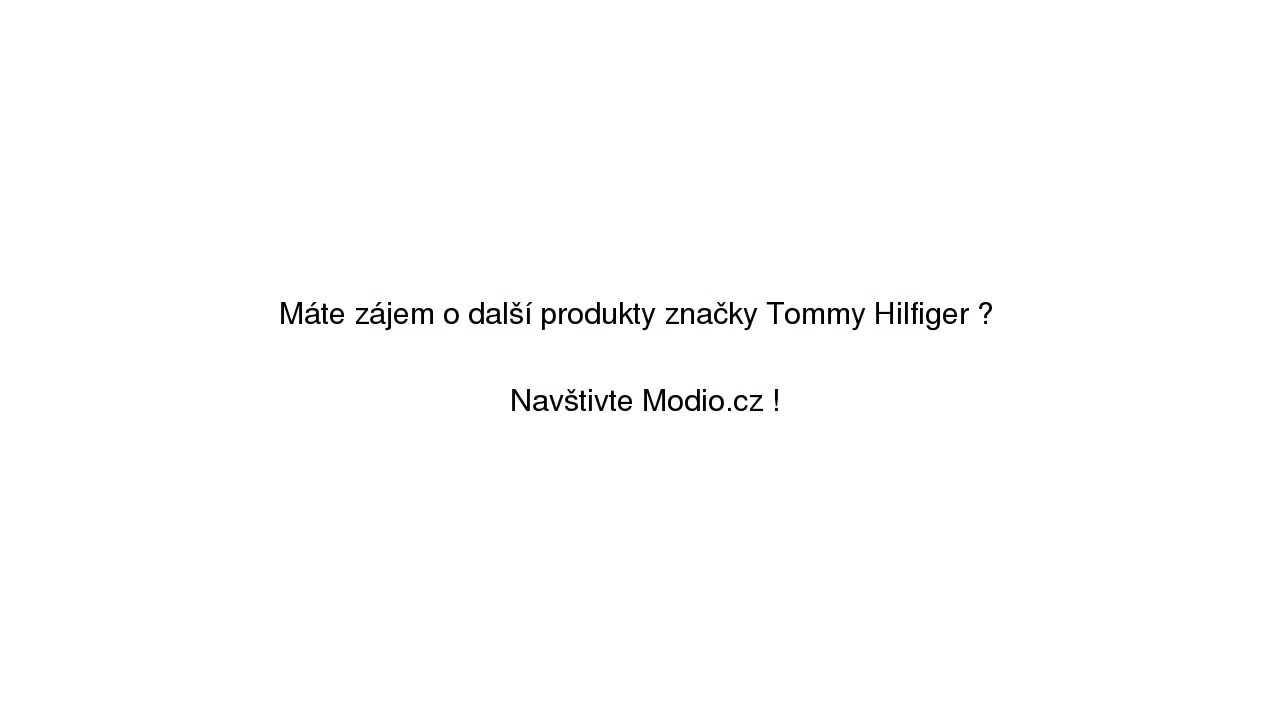 Máte zájem o další produkty značky Tommy Hilfiger ?
Navštivte Modio.cz !